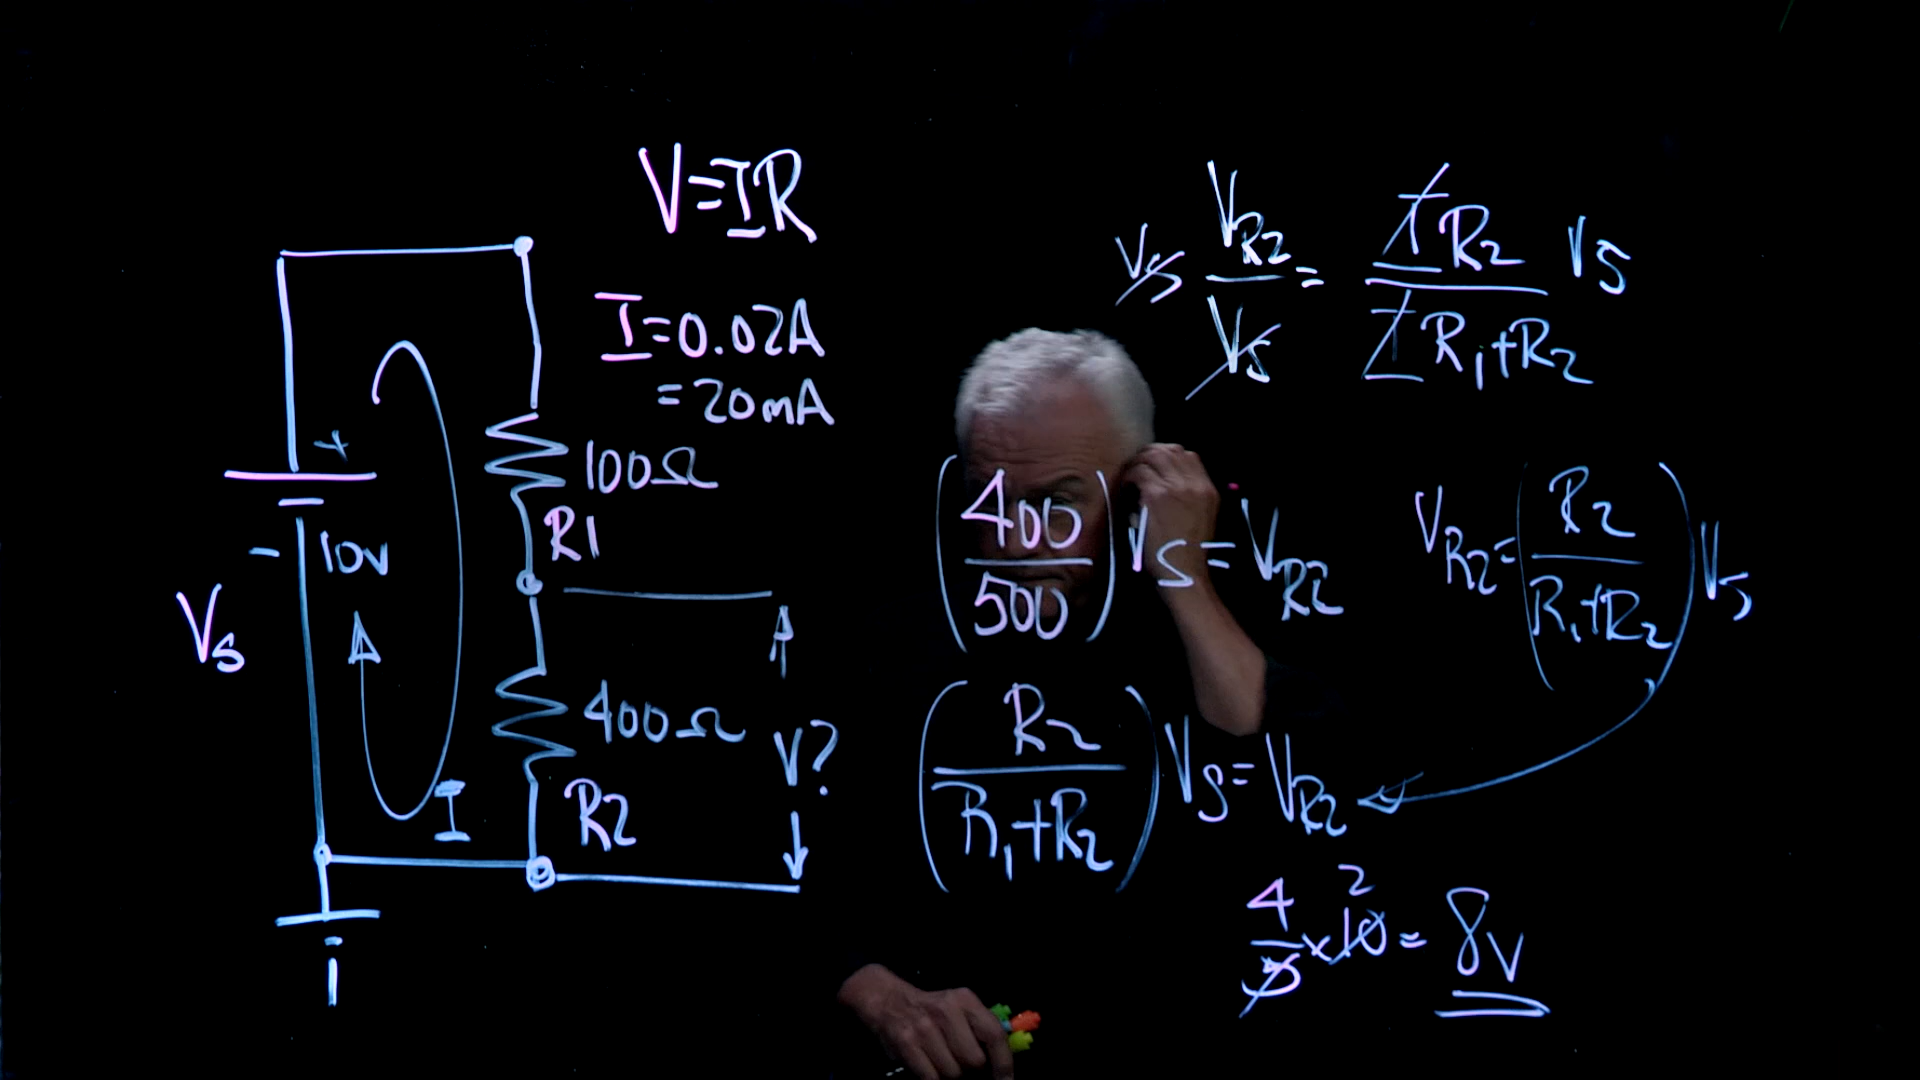 V=IR
I=0.02A
=20mA
+
100Ω
R1
-
10V
Vs
400Ω
V?
R2
I
Vs VR2/Vs = I R2/I R1+R2 Vs
(400/500) Vs = VR2
VR2=(R2/R1+R2) Vs
(R2/R1+R2) Vs = VR2
2
4/5 x 10 = 8V